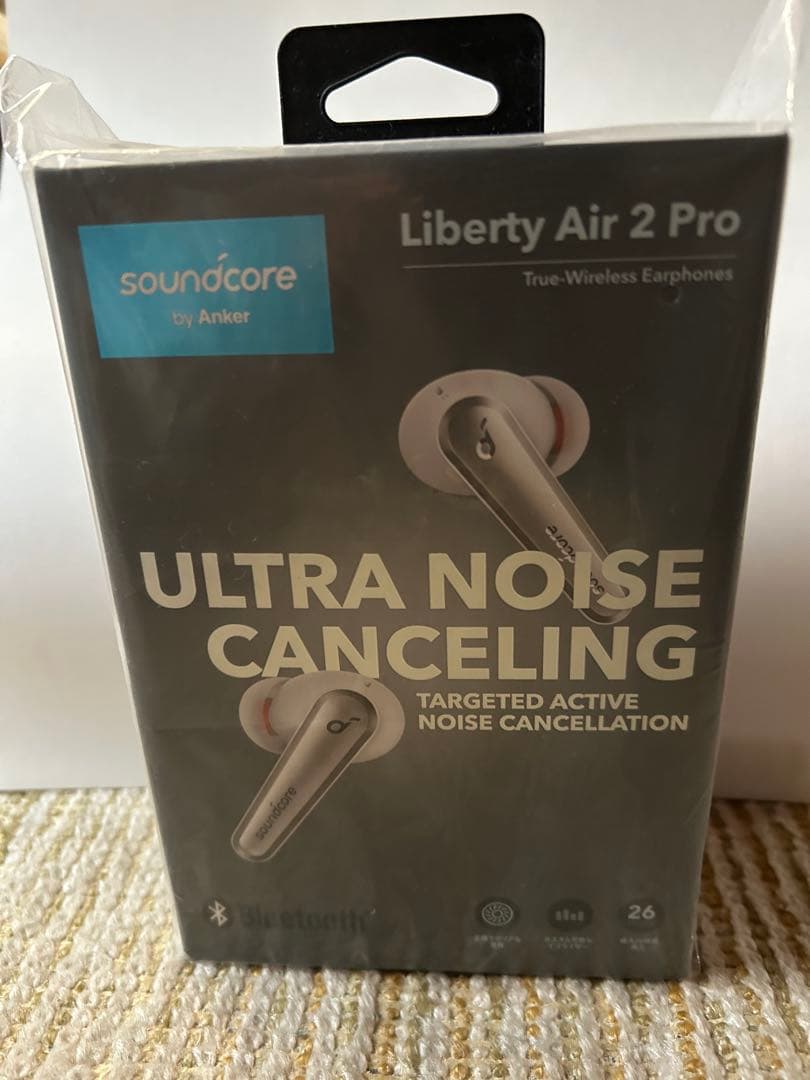 soundcore
by Anker
Liberty Air 2 Pro
True-Wireless Earphones
soundcore
ULTRA NOISE
CANCELING
TARGETED ACTIVE
NOISE CANCELLATION
soundcore
Bluetooth
26